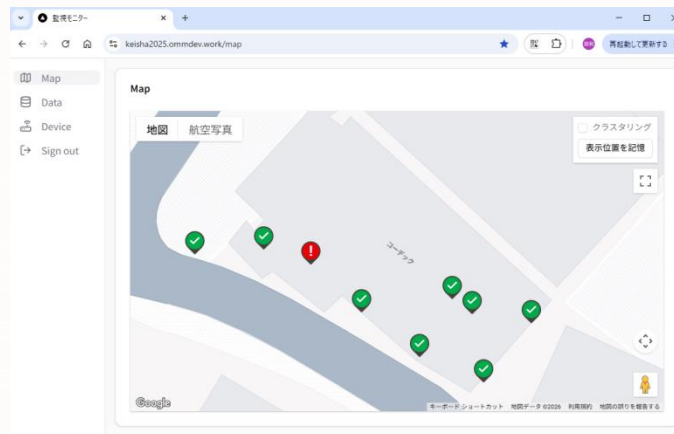 監視モニター
keisha2025.ommdev.work/map
再起動して更新する
Map
Data
Device
Sign out
Map
地図
航空写真
クラスタリング
表示位置を記憶
コーデック
Google
キーボード ショートカット
地図データ ©2026
利用規約
地図の誤りを報告する